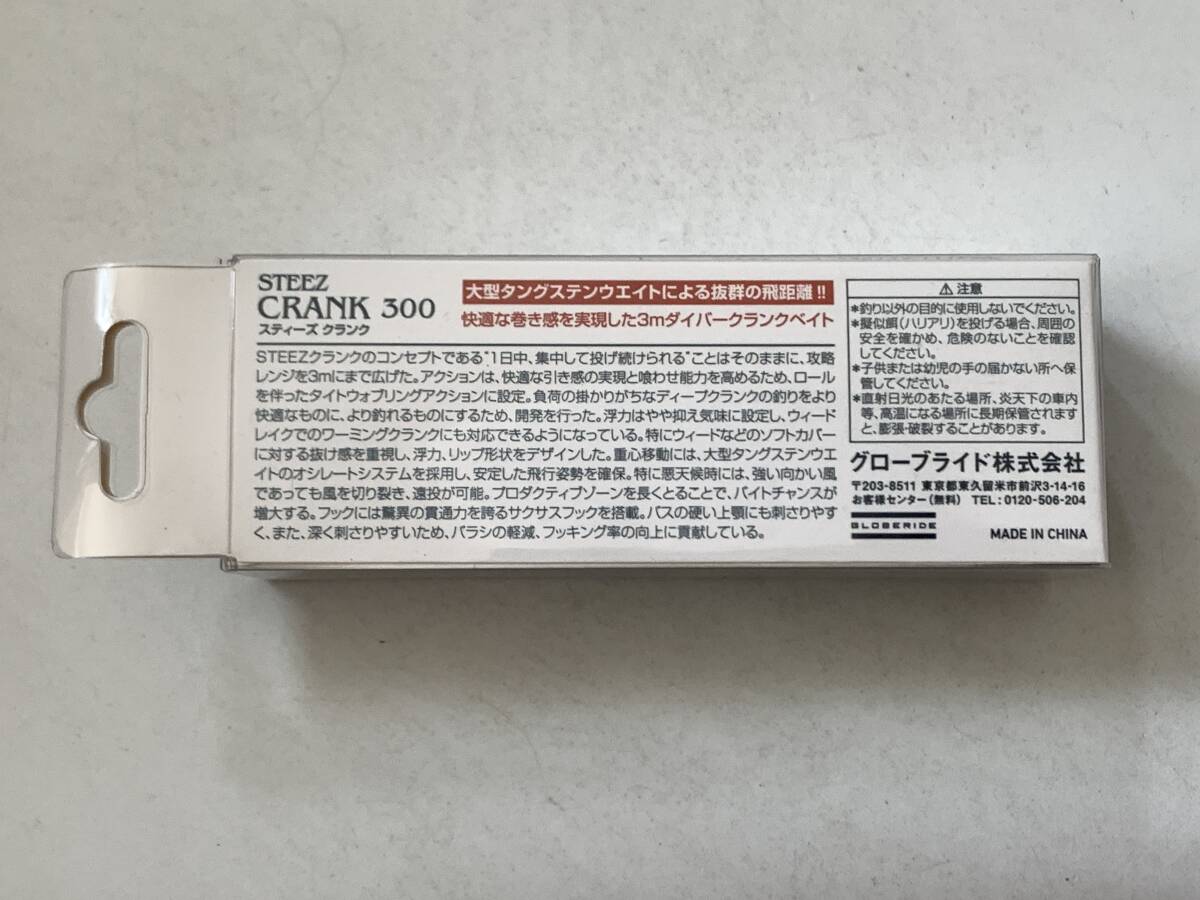 STEEZ
CRANK 300
スティーズ クランク
大型タングステンウエイトによる抜群の飛距離!!
快適な巻き感を実現した3mダイバークランクベイト
STEEZクランクのコンセプトである"1日中、集中して投げ続けられる"ことはそのままに、攻略
レンジを3mにまで広げた。アクションは、快適な引き感の実現と喰わせ能力を高めるため、ロール
を伴ったタイトウォブリングアクションに設定。負荷の掛かりがちなディープクランクの釣りをより
快適なものに、より釣れるものにするため、開発を行った。浮力はやや抑え気味に設定し、ウィード
レイクでのワーミングクランクにも対応できるようになっている。特にウィードなどのソフトカバー
に対する抜け感を重視し、浮力、リップ形状をデザインした。重心移動には、大型タングステンウエ
イトのオシレートシステムを採用し、安定した飛行姿勢を確保。特に悪天候時には、強い向かい風
であっても風を切り裂き、遠投が可能。プロダクティブゾーンを長くとることで、バイトチャンスが
増大する。フックには驚異の貫通力を誇るサクサスフックを搭載。バスの硬い上顎にも刺さりやす
く、また、深く刺さりやすいため、バラシの軽減、フッキング率の向上に貢献している。
⚠ 注意
*釣り以外の目的に使用しないでください。
*擬似餌(ハリアリ)を投げる場合、周囲の
安全を確かめ、危険のないことを確認
してください。
*子供または幼児の手の届かない所へ保
管してください。
*直射日光のあたる場所、炎天下の車内
等、高温になる場所に長期保管されます
と、膨張・破裂することがあります。
グローブライド株式会社
〒203-8511 東京都東久留米市前沢3-14-16
お客様センター(無料) TEL:0120-506-204
GLOBERIDE
MADE IN CHINA